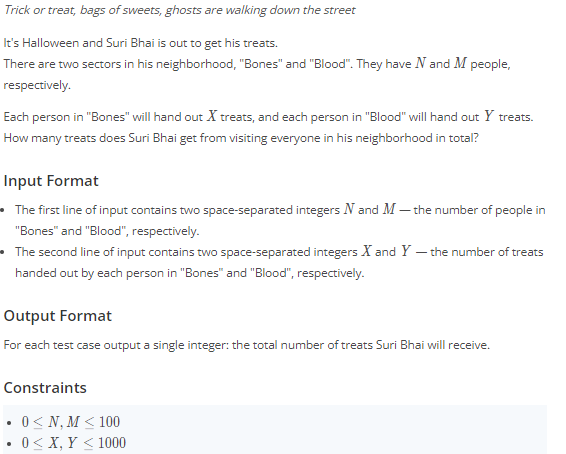 Trick or treat, bags of sweets, ghosts are walking down the street
It's Halloween and Suri Bhai is out to get his treats.
There are two sectors in his neighborhood, "Bones" and "Blood". They have N and M people,
respectively.
Each person in "Bones" will hand out X treats, and each person in "Blood" will hand out Y treats.
How many treats does Suri Bhai get from visiting everyone in his neighborhood in total?
Input Format
• The first line of input contains two space-separated integers N and M — the number of people in
"Bones" and "Blood", respectively.
• The second line of input contains two space-separated integers X and Y — the number of treats
handed out by each person in "Bones" and "Blood", respectively.
Output Format
For each test case output a single integer: the total number of treats Suri Bhai will receive.
Constraints
• 0 ≤ N, M ≤ 100
• 0 ≤ X, Y ≤ 1000